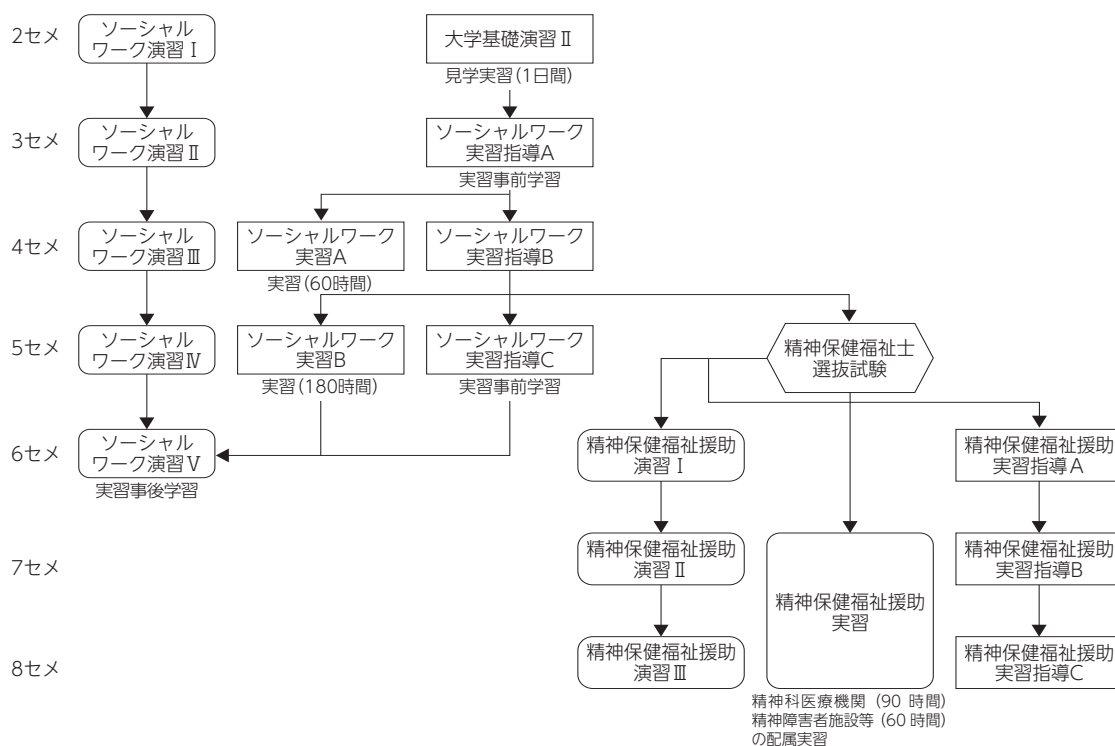 2セメ
ソーシャル
ワーク演習Ⅰ
大学基礎演習Ⅱ
見学実習(1日間)
3セメ
ソーシャル
ワーク演習Ⅱ
ソーシャルワーク
実習指導A
実習事前学習
4セメ
ソーシャル
ワーク演習Ⅲ
ソーシャルワーク
実習A
実習(60時間)
ソーシャルワーク
実習指導B
5セメ
ソーシャル
ワーク演習Ⅳ
ソーシャルワーク
実習B
実習(180時間)
ソーシャルワーク
実習指導C
実習事前学習
精神保健福祉士
選抜試験
6セメ
ソーシャル
ワーク演習Ⅴ
実習事後学習
精神保健福祉援助
演習Ⅰ
精神保健福祉援助
実習指導A
7セメ
精神保健福祉援助
演習Ⅱ
精神保健福祉援助
実習
精神保健福祉援助
実習指導B
8セメ
精神保健福祉援助
演習Ⅲ
精神保健福祉援助
実習指導C
精神科医療機関(90 時間)
精神障害者施設等(60時間)
の配属実習